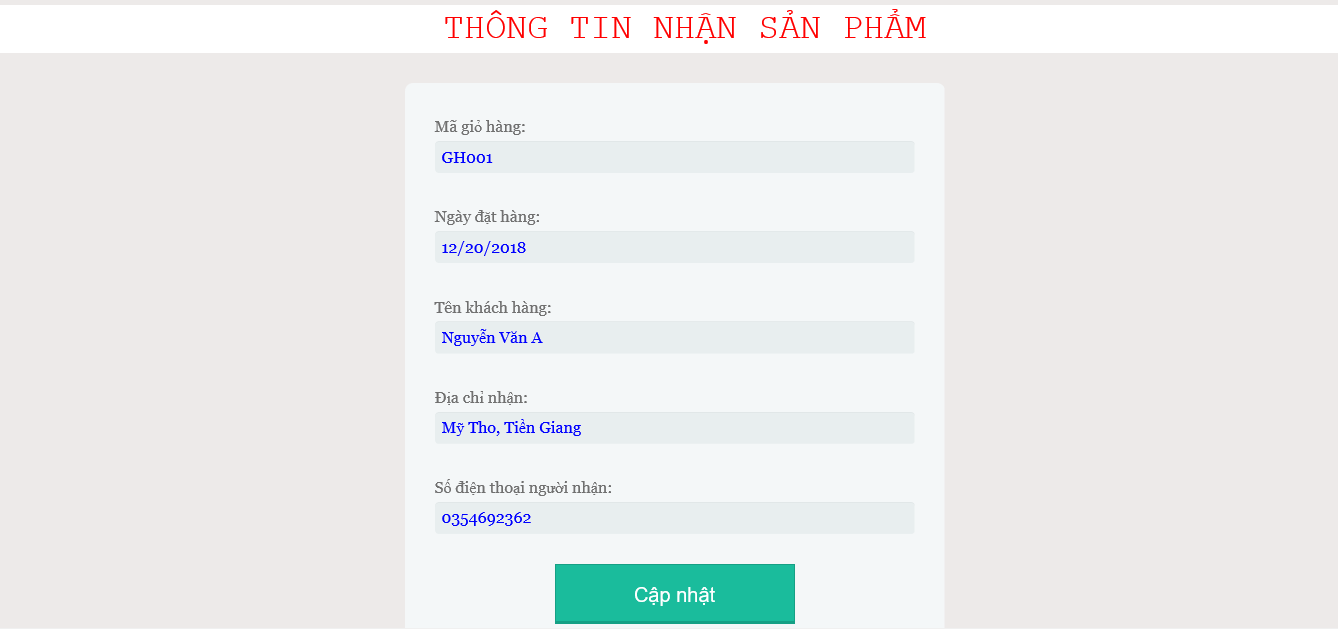 THÔNG TIN NHẬN SẢN PHẨM
Mã giỏ hàng:
GH001
Ngày đặt hàng:
12/20/2018
Tên khách hàng:
Nguyễn Văn A
Địa chỉ nhận:
Mỹ Tho, Tiền Giang
Số điện thoại người nhận:
0354692362
Cập nhật